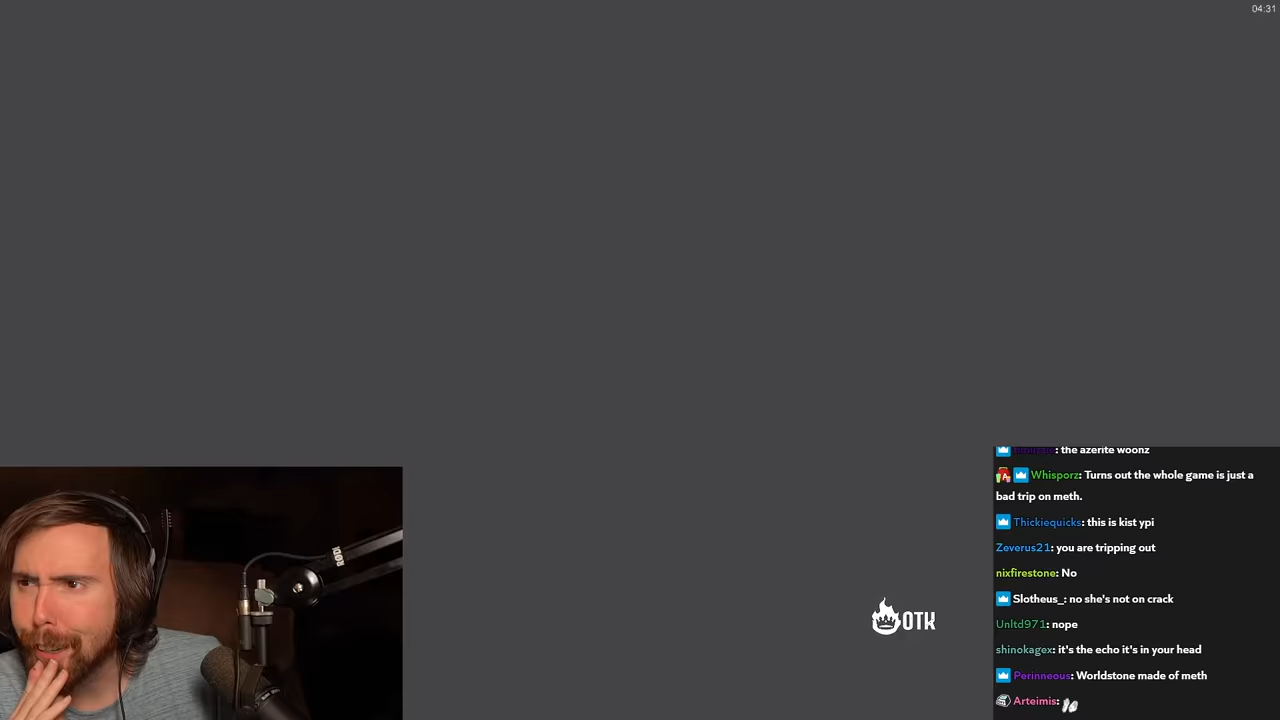 04:31
: the azerite woonz
Whisporz: Turns out the whole game is just a
bad trip on meth.
Thickiequicks: this is kist ypi
Zeverus21: you are tripping out
nixfirestone: No
Slotheus_: no she's not on crack
Unltd971: nope
shinokagex: it's the echo it's in your head
Perinneous: Worldstone made of meth
Arteimis:
OTK
RODE